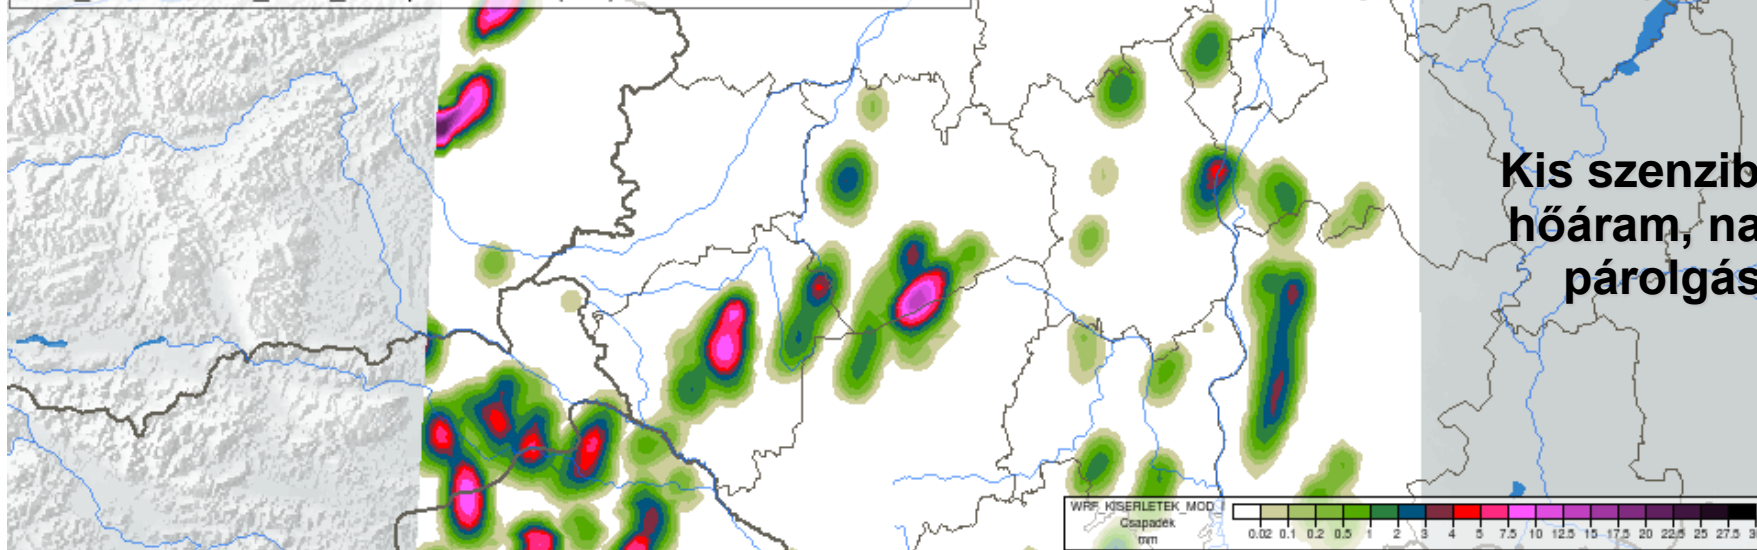 Kis szenzib
hőáram, na
párolgás
WRF_KISERLETEK_MOD
Csapadék
mm
0.02 0.1 0.2 0.5 1 2 3 4 5 7.5 10 12.5 15 17.5 20 22.5 25 27.5